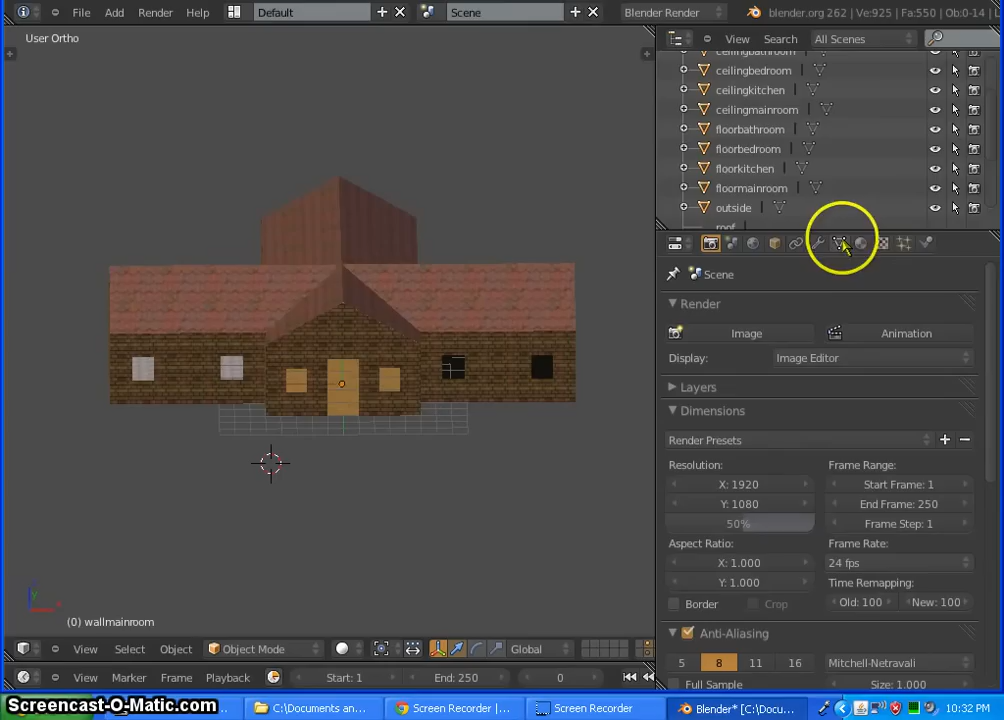 File Add Render Help Default Scene Blender Render blender.org 262 | Ve:925 | Fa:550 | Ob:0-14 |
User Ortho
View Search All Scenes
ceilingbathroom
ceilingbedroom
ceilingkitchen
ceilingmainroom
floorbathroom
floorbedroom
floorkitchen
floormainroom
outside
roof
Scene
Render
Image Animation
Display: Image Editor
Layers
Dimensions
Render Presets
Resolution: Frame Range:
X: 1920 Start Frame: 1
Y: 1080 End Frame: 250
50% Frame Step: 1
Aspect Ratio: Frame Rate:
X: 1.000 24 fps
Y: 1.000 Time Remapping:
Border Crop Old: 100 New: 100
Anti-Aliasing
5 8 11 16 Mitchell-Netravali
Full Sample Size: 1.000
(0) wallmainroom
View Select Object Object Mode Global
View Marker Frame Playback Start: 1 End: 250 0
Screencast-O-Matic.com C:\Documents and... Screen Recorder |... Screen Recorder Blender* [C:\Docu... 10:32 PM